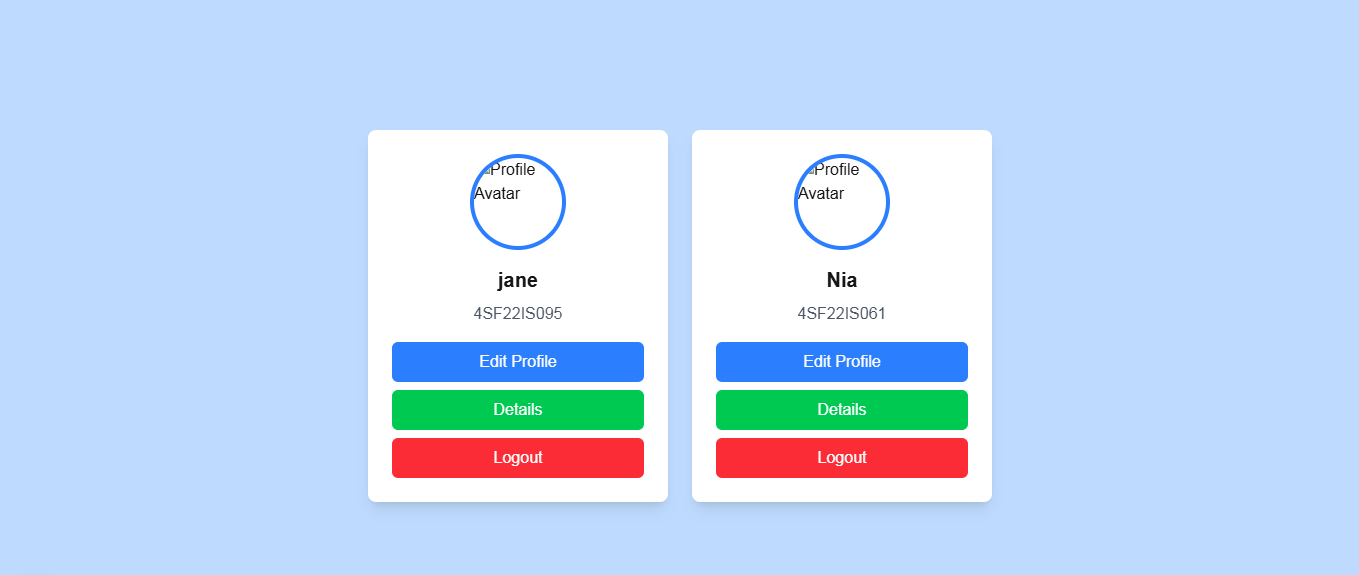 Profile
Avatar
jane
4SF22IS095
Edit Profile
Details
Logout
Profile
Avatar
Nia
4SF22IS061
Edit Profile
Details
Logout